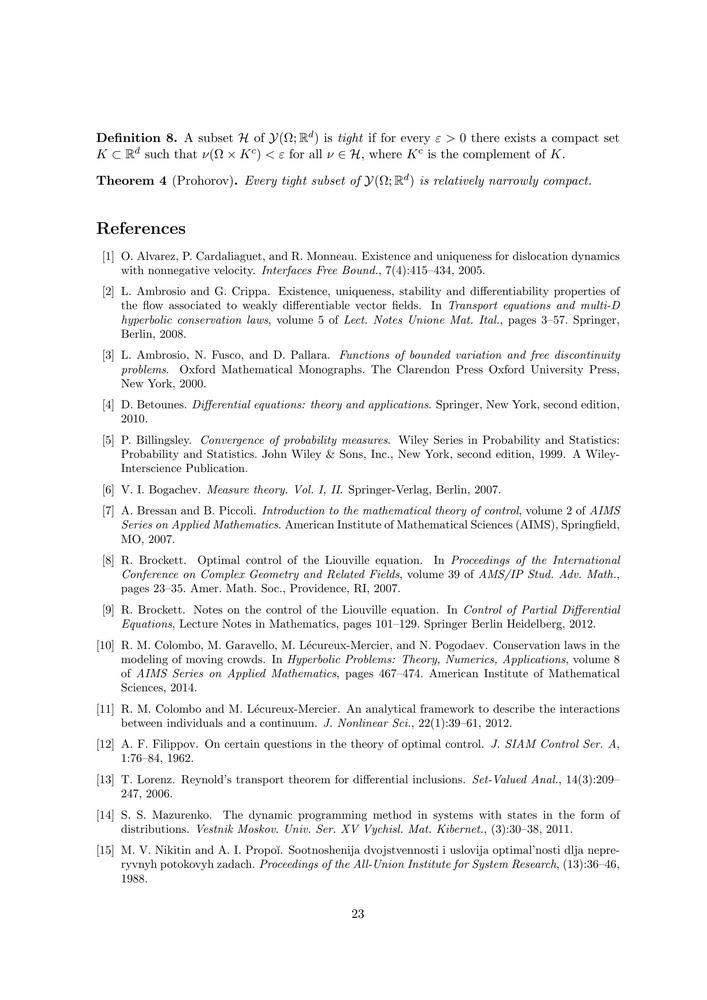 Definition 8. A subset ℋ of 𝒴(Ω; ℝᵈ) is tight if for every ε > 0 there exists a compact set
K ⊂ ℝᵈ such that ν(Ω × Kᶜ) < ε for all ν ∈ ℋ, where Kᶜ is the complement of K.
Theorem 4 (Prohorov). Every tight subset of 𝒴(Ω; ℝᵈ) is relatively narrowly compact.
References
[1] O. Alvarez, P. Cardaliaguet, and R. Monneau. Existence and uniqueness for dislocation dynamics
with nonnegative velocity. Interfaces Free Bound., 7(4):415–434, 2005.
[2] L. Ambrosio and G. Crippa. Existence, uniqueness, stability and differentiability properties of
the flow associated to weakly differentiable vector fields. In Transport equations and multi-D
hyperbolic conservation laws, volume 5 of Lect. Notes Unione Mat. Ital., pages 3–57. Springer,
Berlin, 2008.
[3] L. Ambrosio, N. Fusco, and D. Pallara. Functions of bounded variation and free discontinuity
problems. Oxford Mathematical Monographs. The Clarendon Press Oxford University Press,
New York, 2000.
[4] D. Betounes. Differential equations: theory and applications. Springer, New York, second edition,
2010.
[5] P. Billingsley. Convergence of probability measures. Wiley Series in Probability and Statistics:
Probability and Statistics. John Wiley & Sons, Inc., New York, second edition, 1999. A Wiley-
Interscience Publication.
[6] V. I. Bogachev. Measure theory. Vol. I, II. Springer-Verlag, Berlin, 2007.
[7] A. Bressan and B. Piccoli. Introduction to the mathematical theory of control, volume 2 of AIMS
Series on Applied Mathematics. American Institute of Mathematical Sciences (AIMS), Springfield,
MO, 2007.
[8] R. Brockett. Optimal control of the Liouville equation. In Proceedings of the International
Conference on Complex Geometry and Related Fields, volume 39 of AMS/IP Stud. Adv. Math.,
pages 23–35. Amer. Math. Soc., Providence, RI, 2007.
[9] R. Brockett. Notes on the control of the Liouville equation. In Control of Partial Differential
Equations, Lecture Notes in Mathematics, pages 101–129. Springer Berlin Heidelberg, 2012.
[10] R. M. Colombo, M. Garavello, M. Lécureux-Mercier, and N. Pogodaev. Conservation laws in the
modeling of moving crowds. In Hyperbolic Problems: Theory, Numerics, Applications, volume 8
of AIMS Series on Applied Mathematics, pages 467–474. American Institute of Mathematical
Sciences, 2014.
[11] R. M. Colombo and M. Lécureux-Mercier. An analytical framework to describe the interactions
between individuals and a continuum. J. Nonlinear Sci., 22(1):39–61, 2012.
[12] A. F. Filippov. On certain questions in the theory of optimal control. J. SIAM Control Ser. A,
1:76–84, 1962.
[13] T. Lorenz. Reynold's transport theorem for differential inclusions. Set-Valued Anal., 14(3):209–
247, 2006.
[14] S. S. Mazurenko. The dynamic programming method in systems with states in the form of
distributions. Vestnik Moskov. Univ. Ser. XV Vychisl. Mat. Kibernet., (3):30–38, 2011.
[15] M. V. Nikitin and A. I. Propoĭ. Sootnoshenija dvojstvennosti i uslovija optimal'nosti dlja nepre-
ryvnyh potokovyh zadach. Proceedings of the All-Union Institute for System Research, (13):36–46,
1988.
23